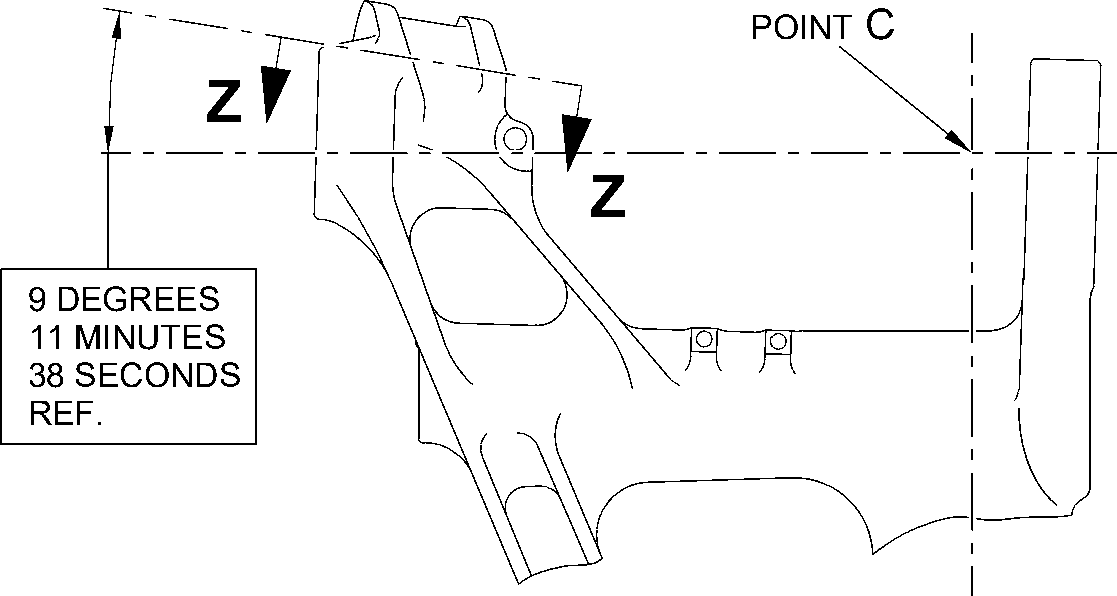 POINT C
Z
Z
9 DEGREES
11 MINUTES
38 SECONDS
REF.